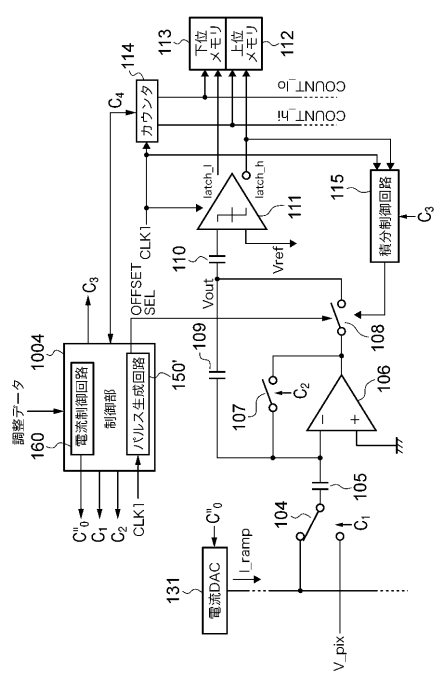 調整データ
1004
160
電流制御回路
制御部
パルス生成回路
150'
C"0
C1
C2
CLK1
C3
OFFSET
SEL
C4
114
カウンタ
113
下位
メモリ
上位
メモリ
112
COUNT_lo
COUNT_hi
latch_l
latch_h
CLK1
111
110
Vref
Vout
109
115
積分制御回路
C3
108
107
C2
106
105
104
C1
131
電流DAC
C"0
I_ramp
V_pix